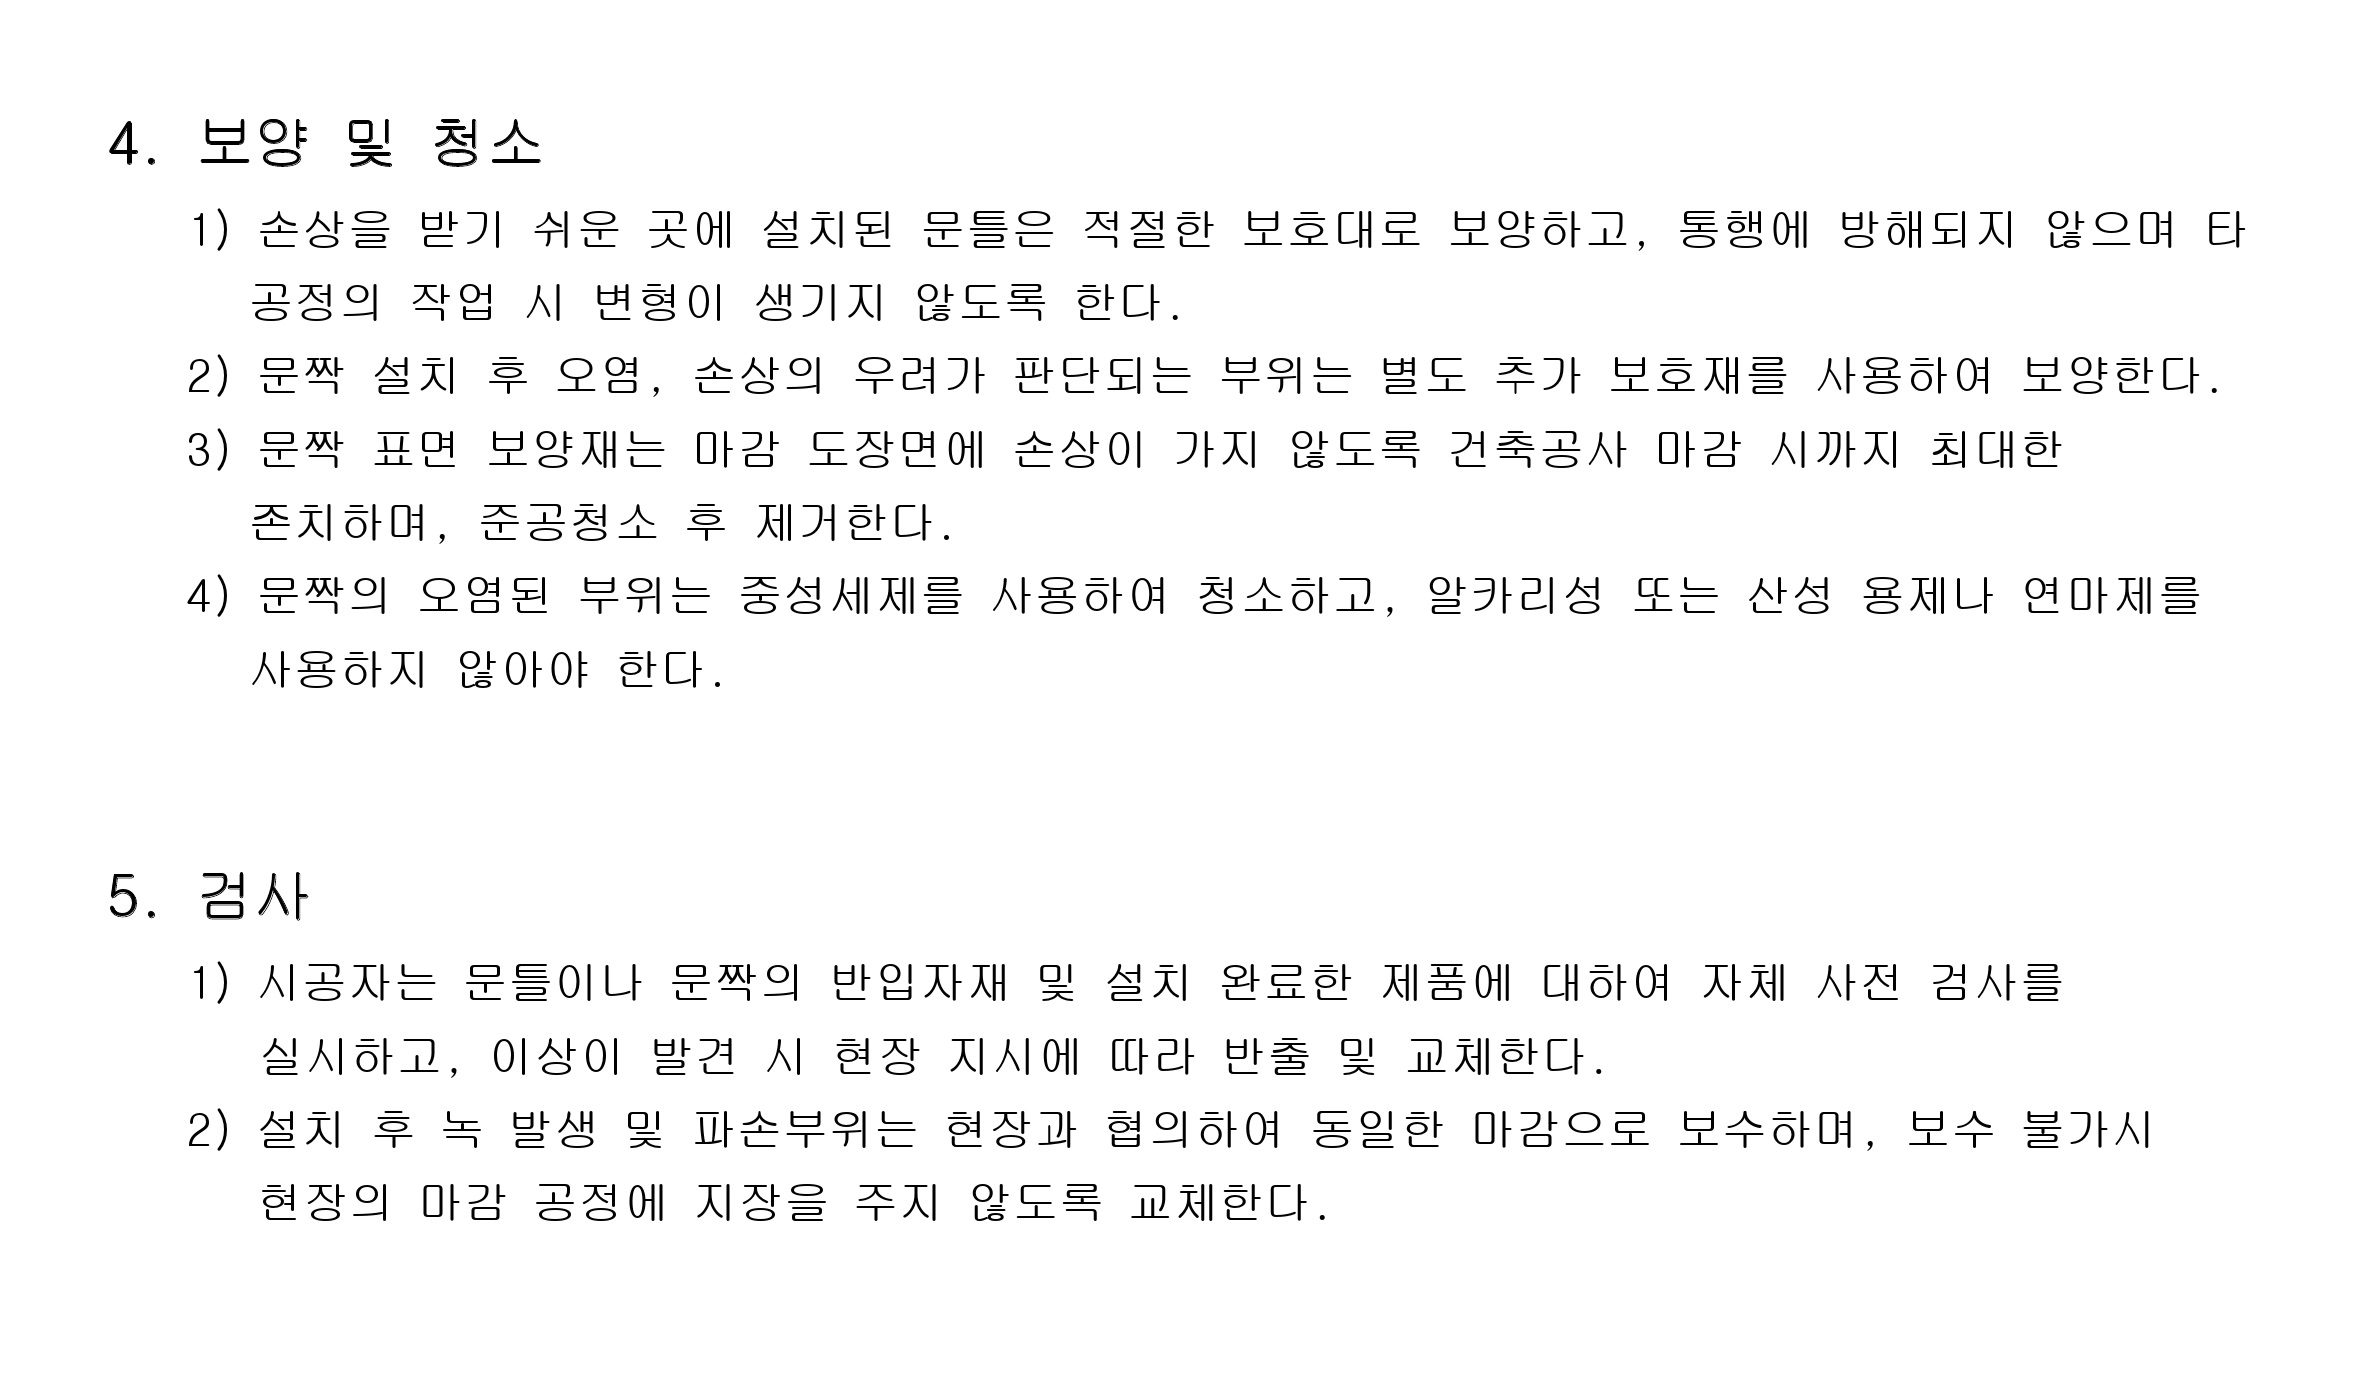 4. 보양 및 청소
1) 손상을 받기 쉬운 곳에 설치된 문틀은 적절한 보호대로 보양하고, 통행에 방해되지 않으며 타
공정의 작업 시 변형이 생기지 않도록 한다.
2) 문짝 설치 후 오염, 손상의 우려가 판단되는 부위는 별도 추가 보호재를 사용하여 보양한다.
3) 문짝 표면 보양재는 마감 도장면에 손상이 가지 않도록 건축공사 마감 시까지 최대한
존치하며, 준공청소 후 제거한다.
4) 문짝의 오염된 부위는 중성세제를 사용하여 청소하고, 알카리성 또는 산성 용제나 연마제를
사용하지 않아야 한다.
5. 검사
1) 시공자는 문틀이나 문짝의 반입자재 및 설치 완료한 제품에 대하여 자체 사전 검사를
실시하고, 이상이 발견 시 현장 지시에 따라 반출 및 교체한다.
2) 설치 후 녹 발생 및 파손부위는 현장과 협의하여 동일한 마감으로 보수하며, 보수 불가시
현장의 마감 공정에 지장을 주지 않도록 교체한다.